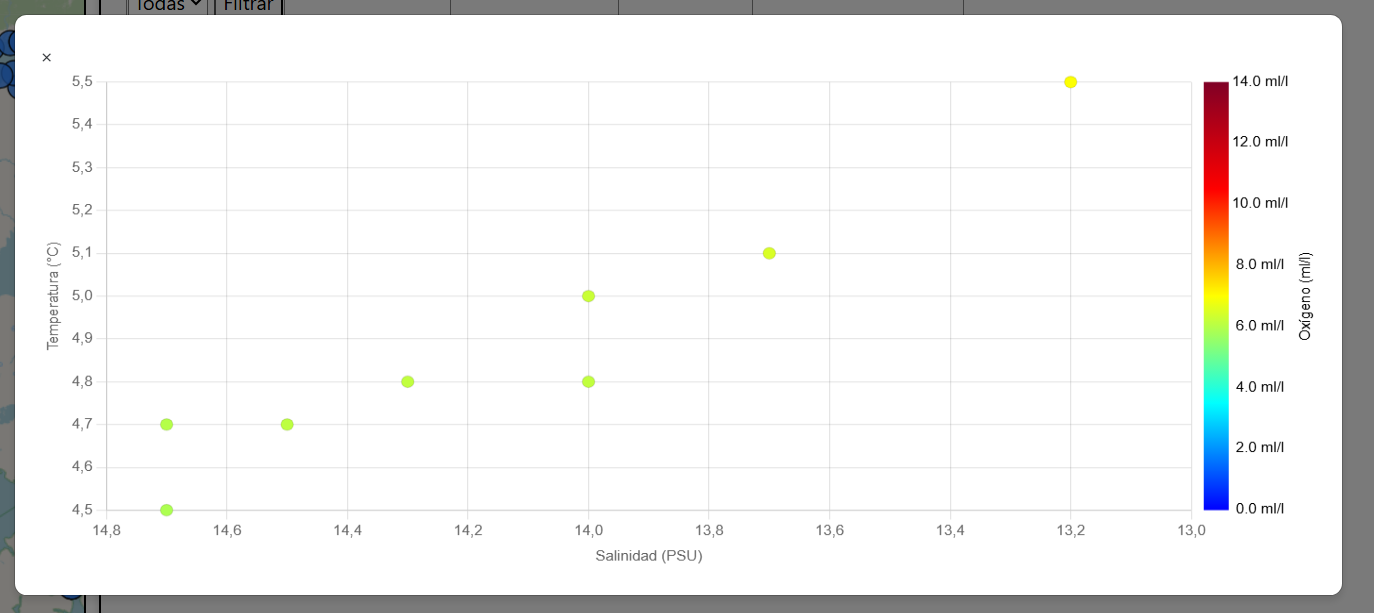 Todas Filtrar
×
5,5
5,4
5,3
5,2
5,1
5,0
4,9
4,8
4,7
4,6
4,5
Temperatura (°C)
14,8 14,6 14,4 14,2 14,0 13,8 13,6 13,4 13,2 13,0
Salinidad (PSU)
14.0 ml/l
12.0 ml/l
10.0 ml/l
8.0 ml/l
6.0 ml/l
4.0 ml/l
2.0 ml/l
0.0 ml/l
Oxígeno (ml/l)